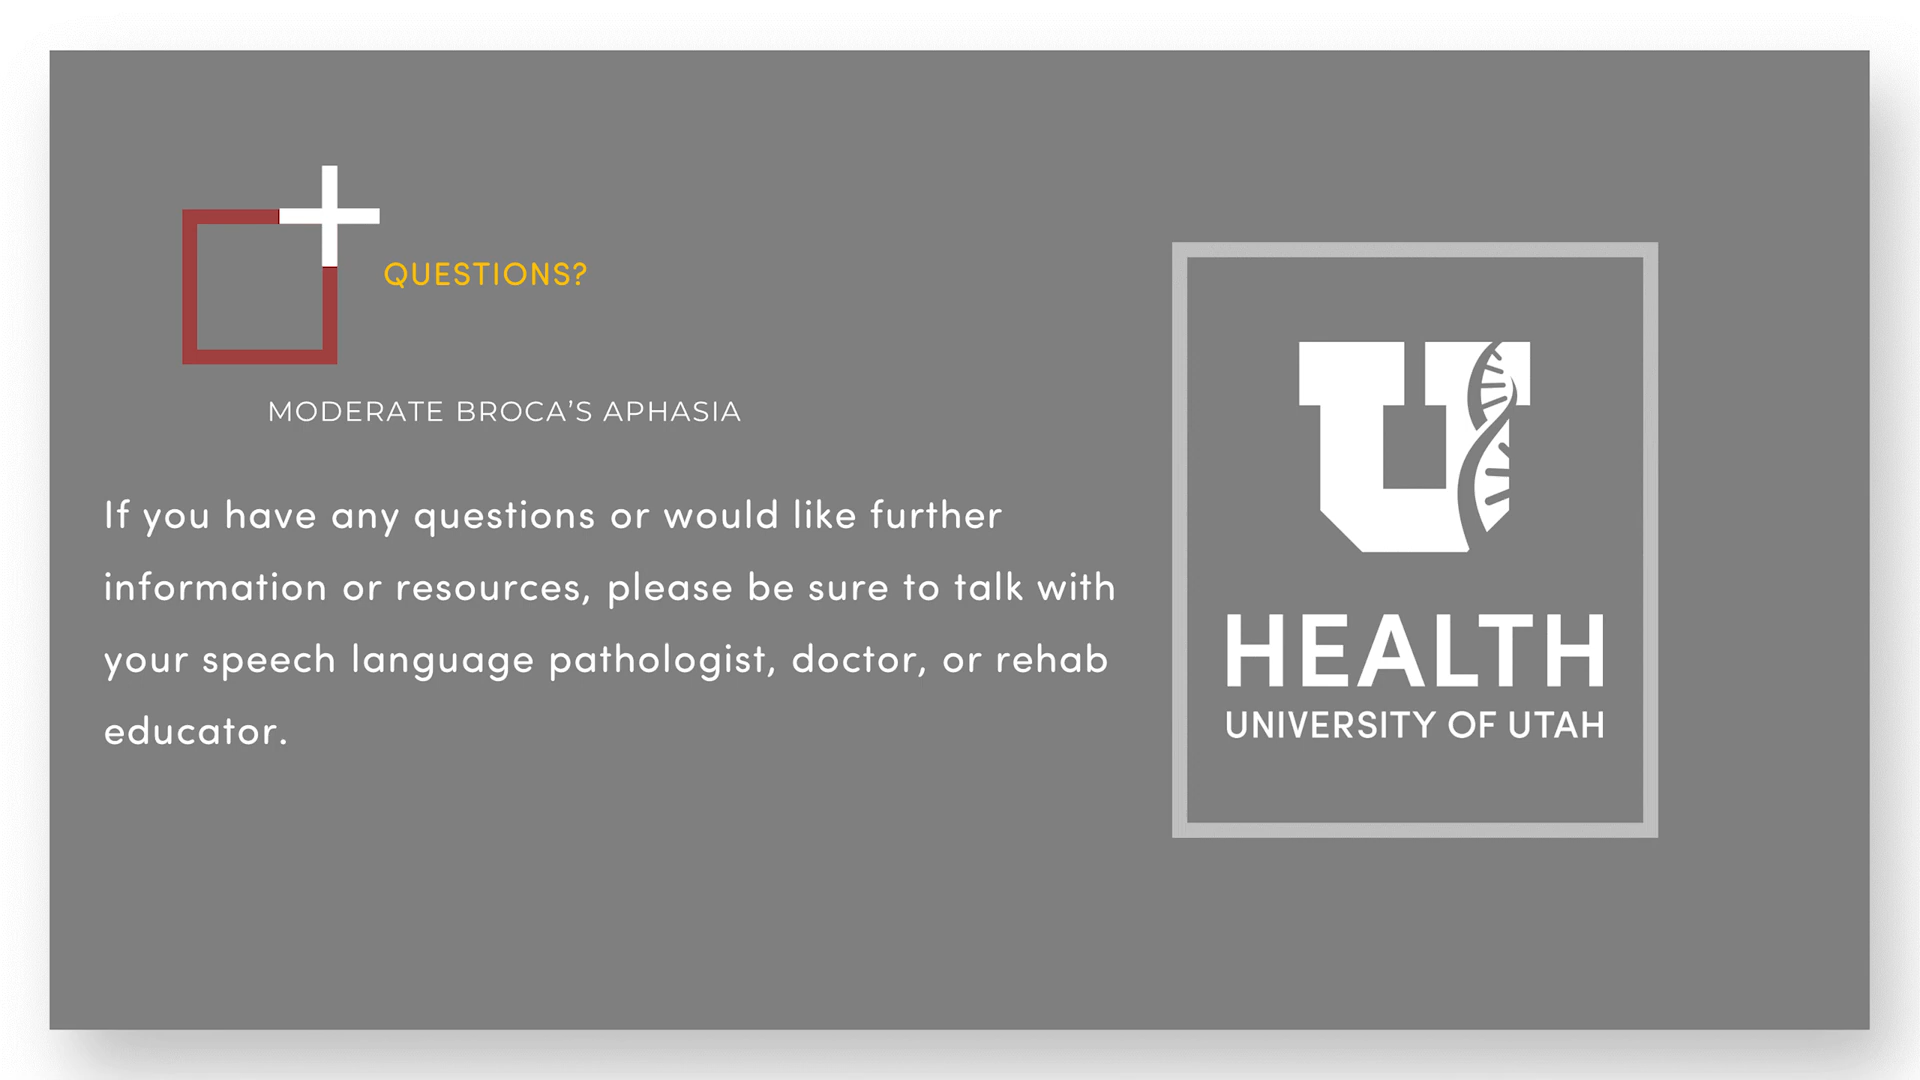 QUESTIONS?
MODERATE BROCA’S APHASIA
If you have any questions or would like further
information or resources, please be sure to talk with
your speech language pathologist, doctor, or rehab
educator.
U
HEALTH
UNIVERSITY OF UTAH